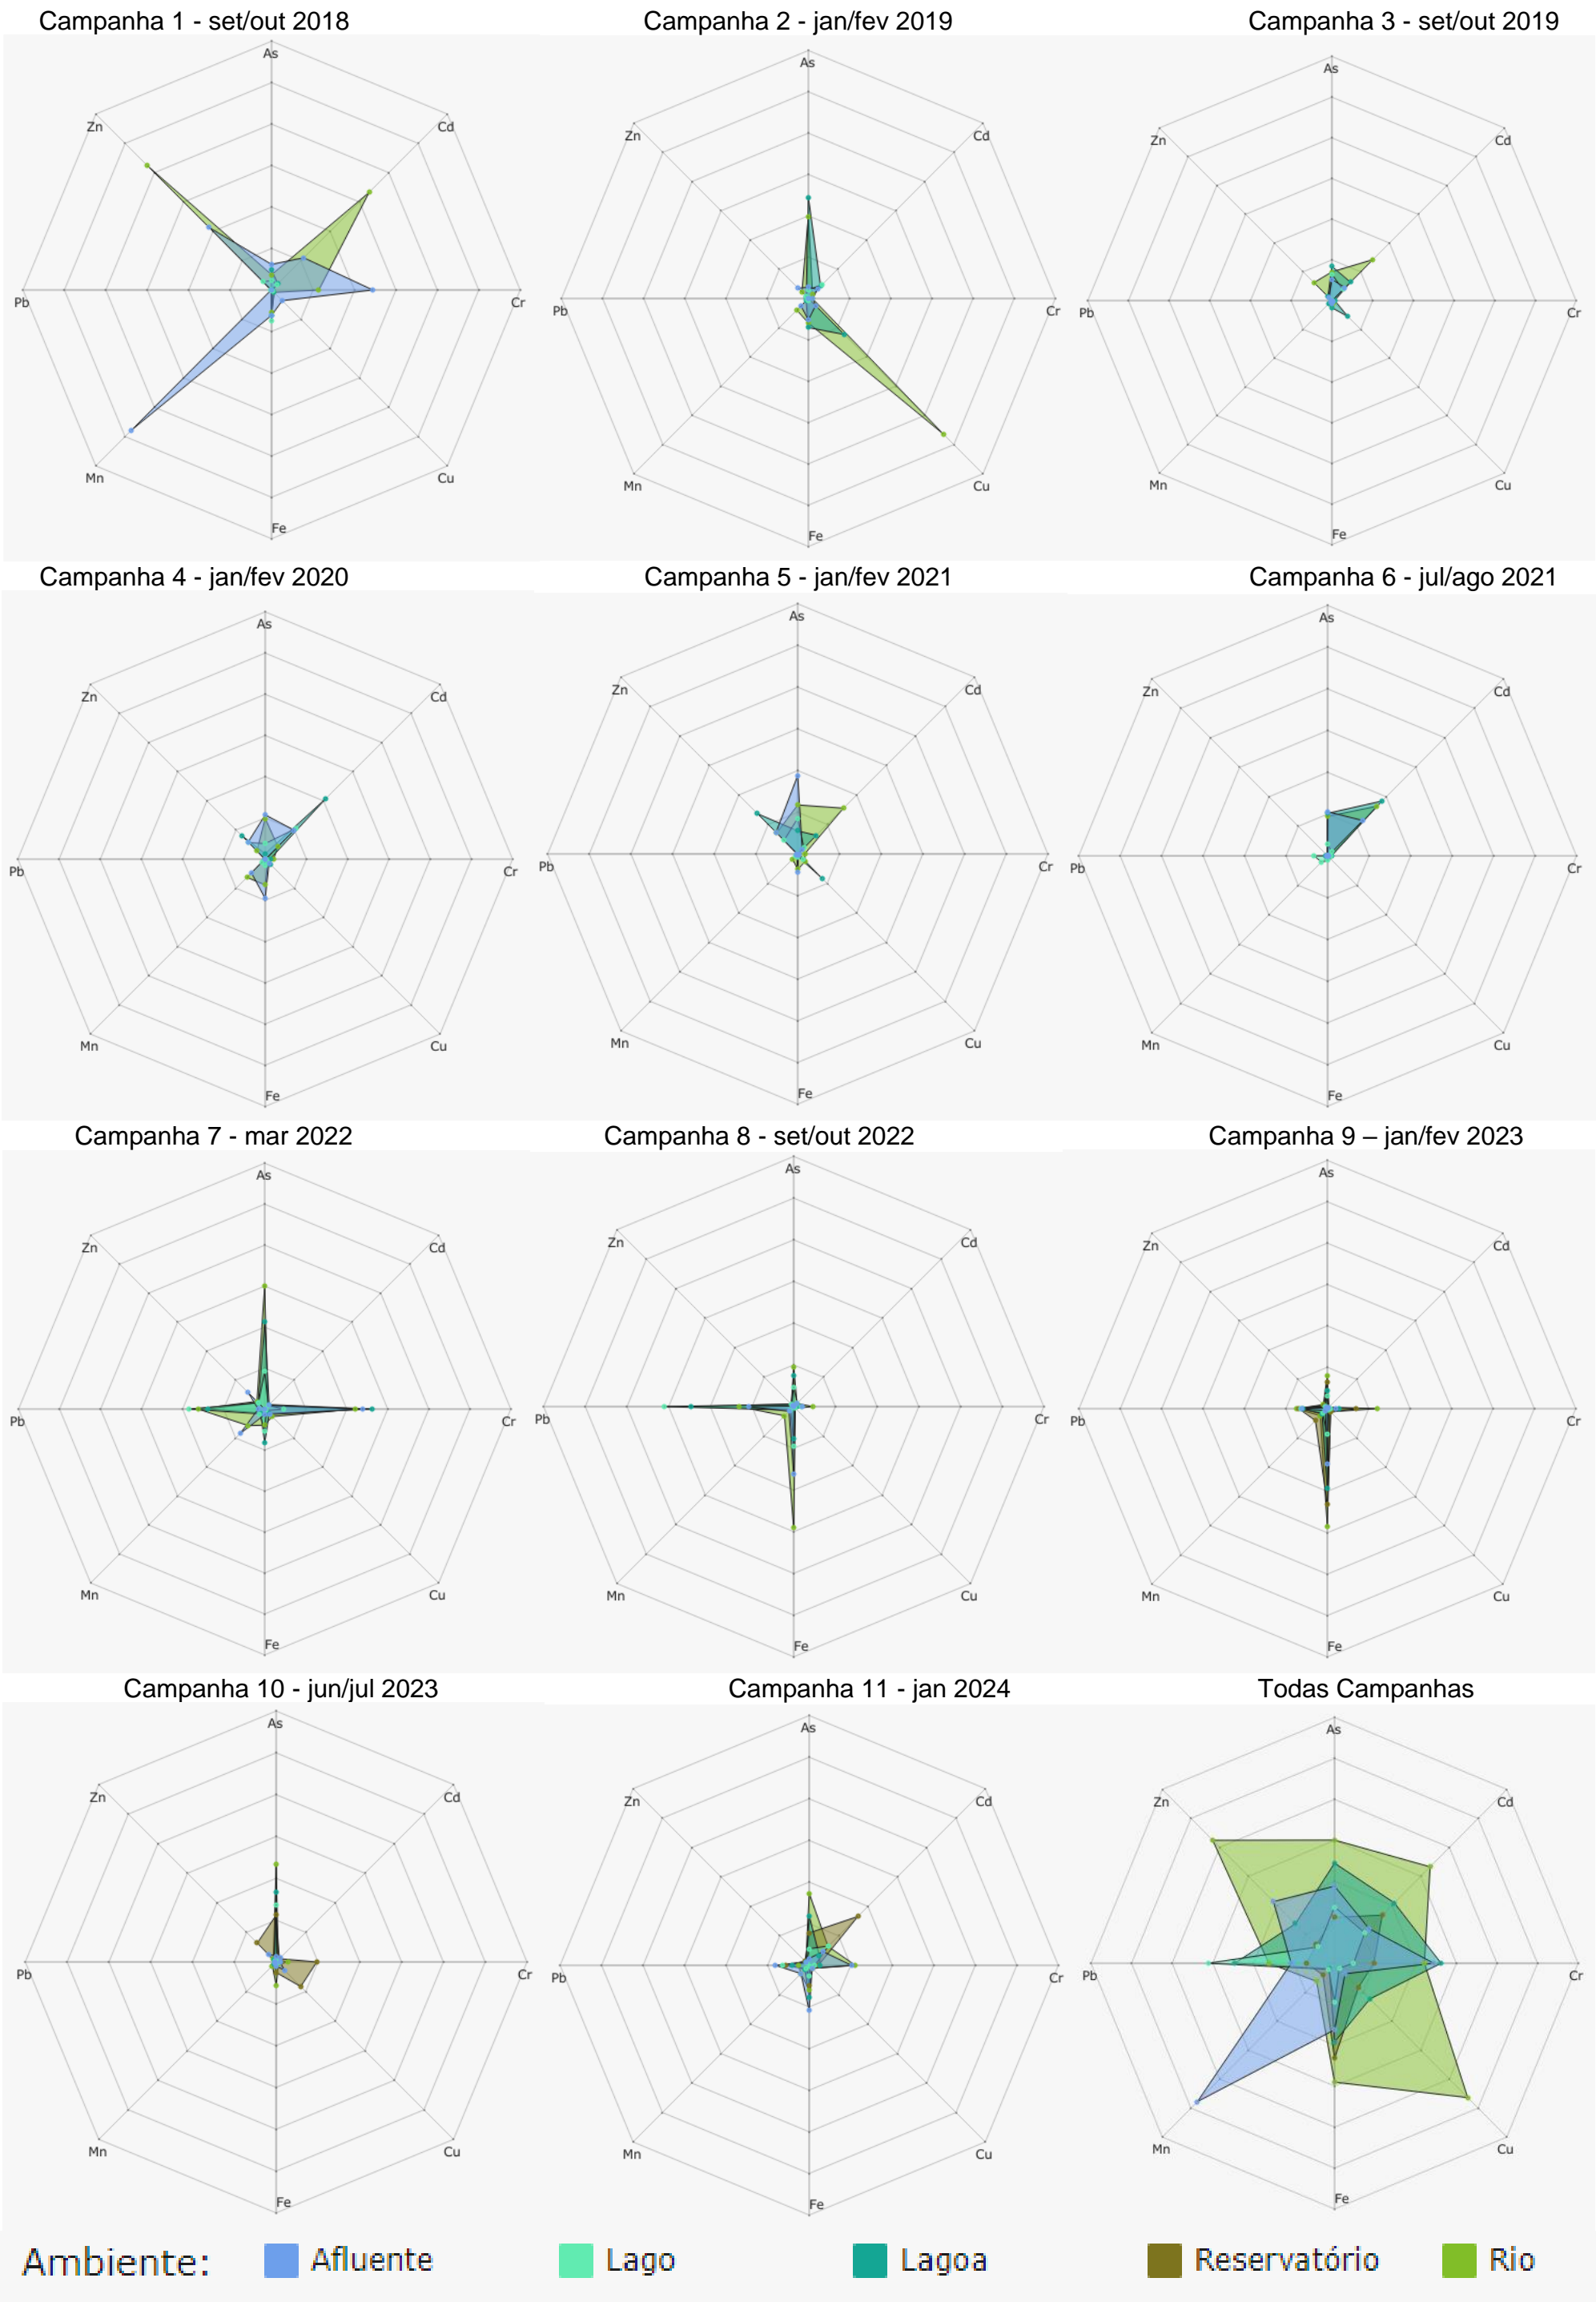 Campanha 1 - set/out 2018
Campanha 2 - jan/fev 2019
Campanha 3 - set/out 2019
As
As
As
Zn
Cd
Zn
Cd
Zn
Cd
Pb
Cr
Pb
Cr
Pb
Cr
Mn
Cu
Mn
Cu
Mn
Cu
Fe
Fe
Fe
Campanha 4 - jan/fev 2020
Campanha 5 - jan/fev 2021
Campanha 6 - jul/ago 2021
As
As
As
Zn
Cd
Zn
Cd
Zn
Cd
Pb
Cr
Pb
Cr
Pb
Cr
Mn
Cu
Mn
Cu
Mn
Cu
Fe
Fe
Fe
Campanha 7 - mar 2022
Campanha 8 - set/out 2022
Campanha 9 – jan/fev 2023
As
As
As
Zn
Cd
Zn
Cd
Zn
Cd
Pb
Cr
Pb
Cr
Pb
Cr
Mn
Cu
Mn
Cu
Mn
Cu
Fe
Fe
Fe
Campanha 10 - jun/jul 2023
Campanha 11 - jan 2024
Todas Campanhas
As
As
As
Zn
Cd
Zn
Cd
Zn
Cd
Pb
Cr
Pb
Cr
Pb
Cr
Mn
Cu
Mn
Cu
Mn
Cu
Fe
Fe
Fe
Ambiente: Afluente Lago Lagoa Reservatório Rio